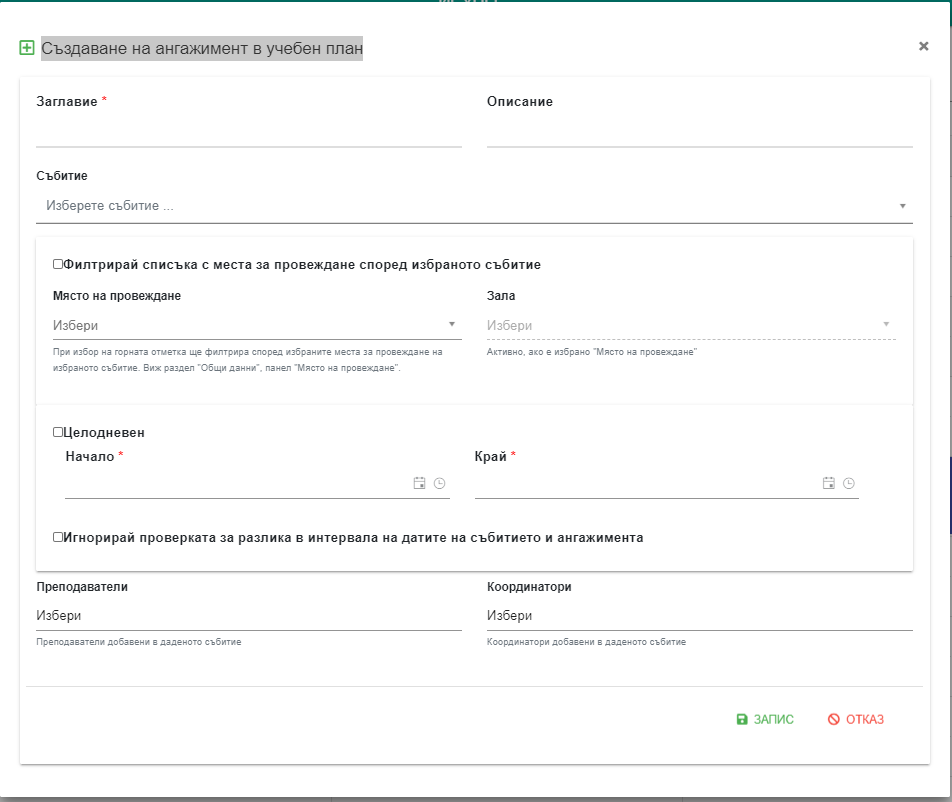 Създаване на ангажимент в учебен план
Заглавие *
Описание
Събитие
Изберете събитие ...
Филтрирай списъка с места за провеждане според избраното събитие
Място на провеждане
Зала
Избери
Избери
При избор на горната отметка ще филтрира според избраните места за провеждане на
избраното събитие. Виж раздел "Общи данни", панел "Място на провеждане".
Активно, ако е избрано "Място на провеждане"
Целодневен
Начало *
Край *
Игнорирай проверката за разлика в интервала на датите на събитието и ангажимента
Преподаватели
Координатори
Избери
Избери
Преподаватели добавени в даденото събитие
Координатори добавени в даденото събитие
ЗАПИС
ОТКАЗ